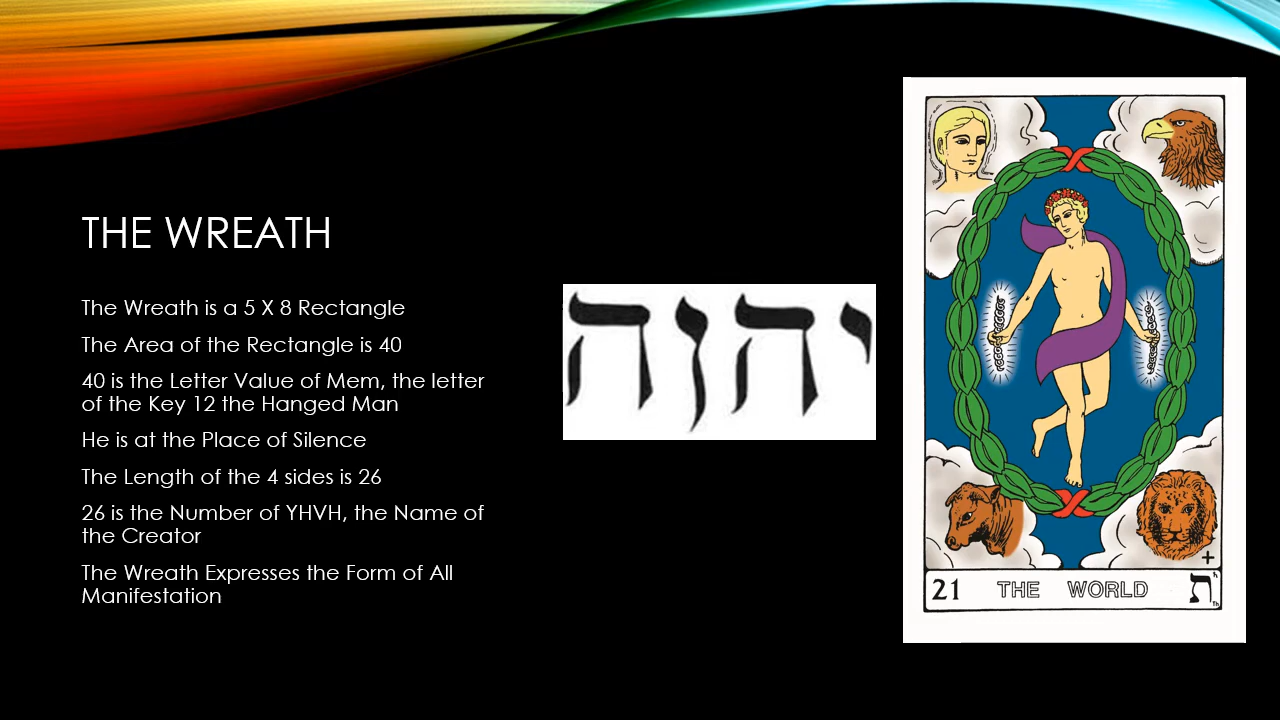 THE WREATH
The Wreath is a 5 X 8 Rectangle
The Area of the Rectangle is 40
40 is the Letter Value of Mem, the letter
of the Key 12 the Hanged Man
He is at the Place of Silence
The Length of the 4 sides is 26
26 is the Number of YHVH, the Name of
the Creator
The Wreath Expresses the Form of All
Manifestation
יהוה
21 THE WORLD ת